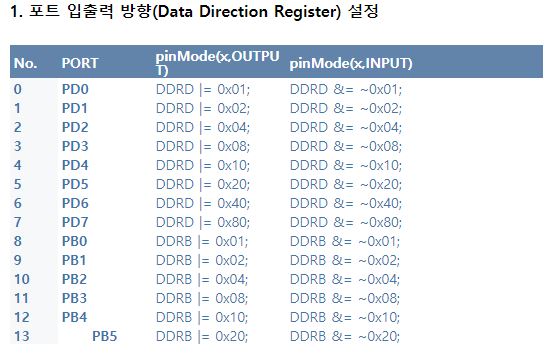 1. 포트 입출력 방향(Data Direction Register) 설정
No. PORT pinMode(x,OUTPU
T) pinMode(x,INPUT)
0 PD0 DDRD |= 0x01; DDRD &= ~0x01;
1 PD1 DDRD |= 0x02; DDRD &= ~0x02;
2 PD2 DDRD |= 0x04; DDRD &= ~0x04;
3 PD3 DDRD |= 0x08; DDRD &= ~0x08;
4 PD4 DDRD |= 0x10; DDRD &= ~0x10;
5 PD5 DDRD |= 0x20; DDRD &= ~0x20;
6 PD6 DDRD |= 0x40; DDRD &= ~0x40;
7 PD7 DDRD |= 0x80; DDRD &= ~0x80;
8 PB0 DDRB |= 0x01; DDRB &= ~0x01;
9 PB1 DDRB |= 0x02; DDRB &= ~0x02;
10 PB2 DDRB |= 0x04; DDRB &= ~0x04;
11 PB3 DDRB |= 0x08; DDRB &= ~0x08;
12 PB4 DDRB |= 0x10; DDRB &= ~0x10;
13 PB5 DDRB |= 0x20; DDRB &= ~0x20;